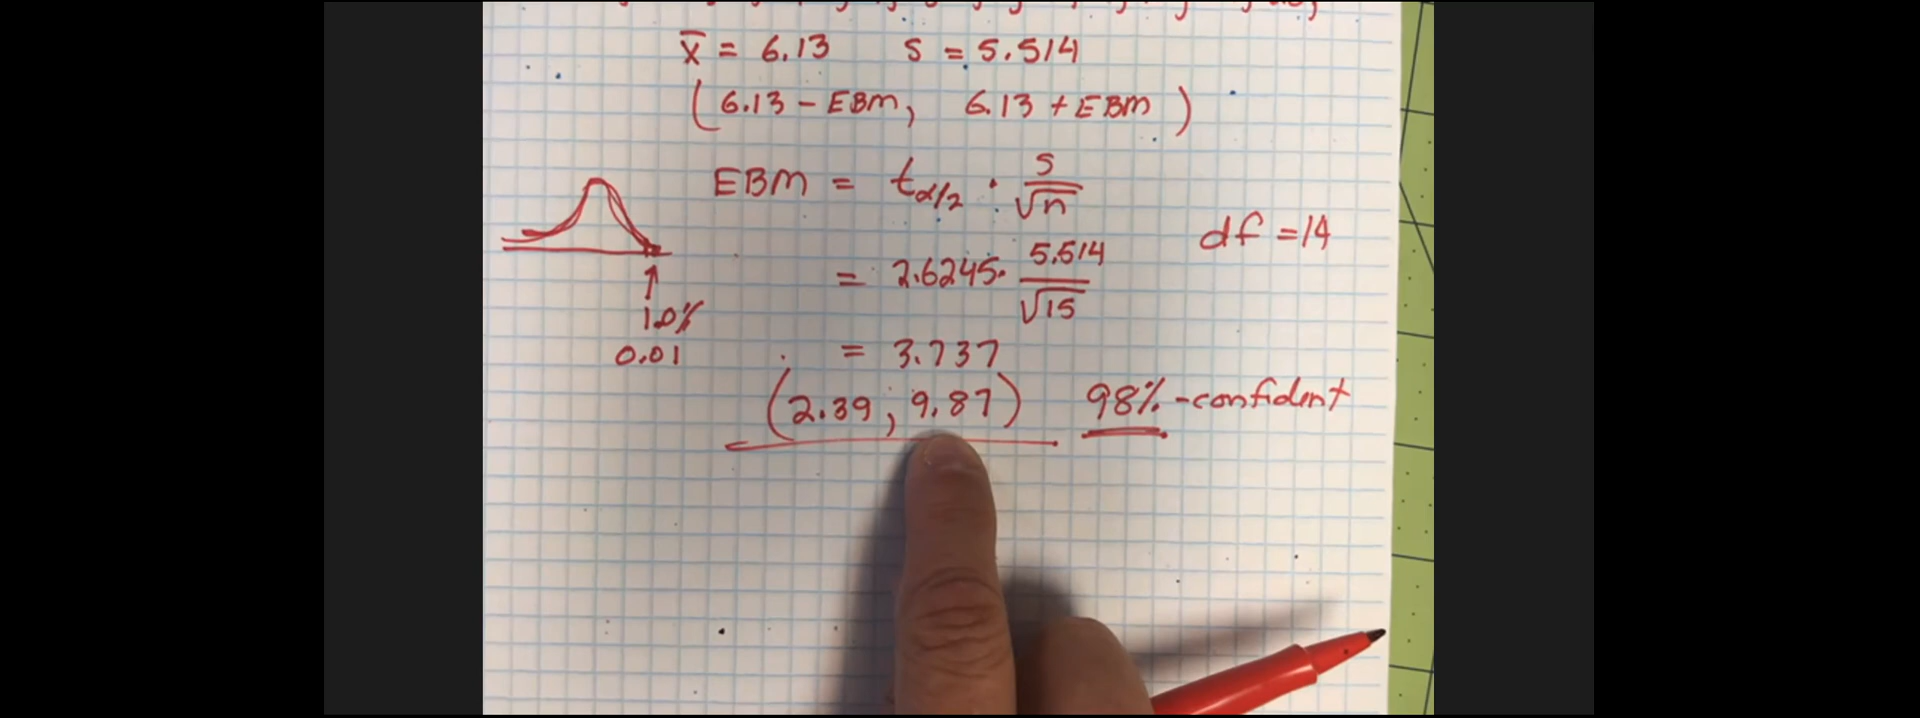 x̄ = 6.13 s = 5.514
(6.13 - EBM, 6.13 + EBM)
EBM = t α/2 · s/√n
df = 14
= 2.6245 · 5.514/√15
1.0%
0.01
= 3.737
(2.39, 9.87) 98% - confident